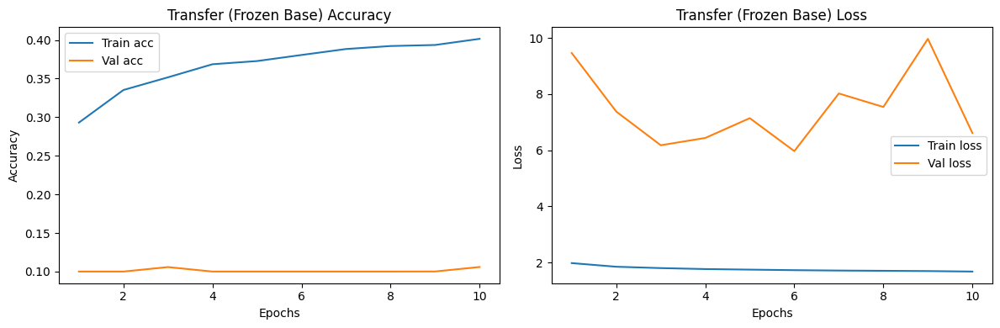 Transfer (Frozen Base) Accuracy
Train acc
Val acc
Accuracy
0.40
0.35
0.30
0.25
0.20
0.15
0.10
2
4
6
8
10
Epochs
Transfer (Frozen Base) Loss
Train loss
Val loss
Loss
10
8
6
4
2
2
4
6
8
10
Epochs